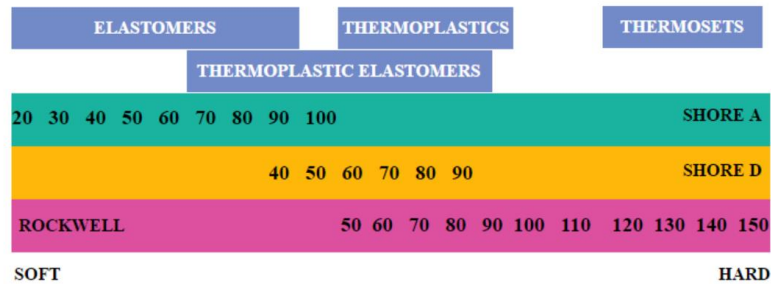 ELASTOMERS THERMOPLASTICS THERMOSETS
THERMOPLASTIC ELASTOMERS
20 30 40 50 60 70 80 90 100 SHORE A
40 50 60 70 80 90 SHORE D
ROCKWELL 50 60 70 80 90 100 110 120 130 140 150
SOFT HARD